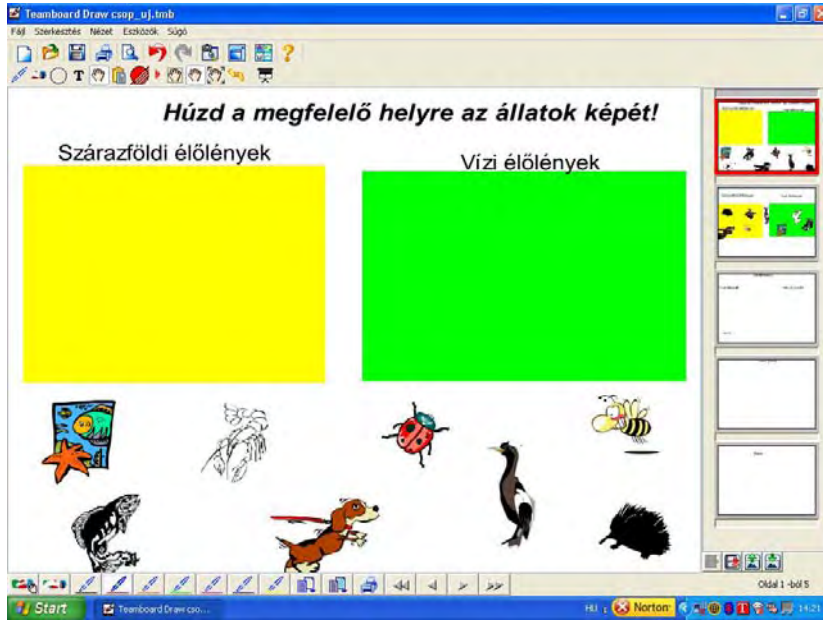 Teamboard Draw csop_uj.tmb
Fájl Szerkesztés Nézet Eszközök Súgó
T
Húzd a megfelelő helyre az állatok képét!
Szárazföldi élőlények
Vízi élőlények
Oldal 1 -ból 5
Start
Teamboard Draw cso...
HU
Norton
14:21